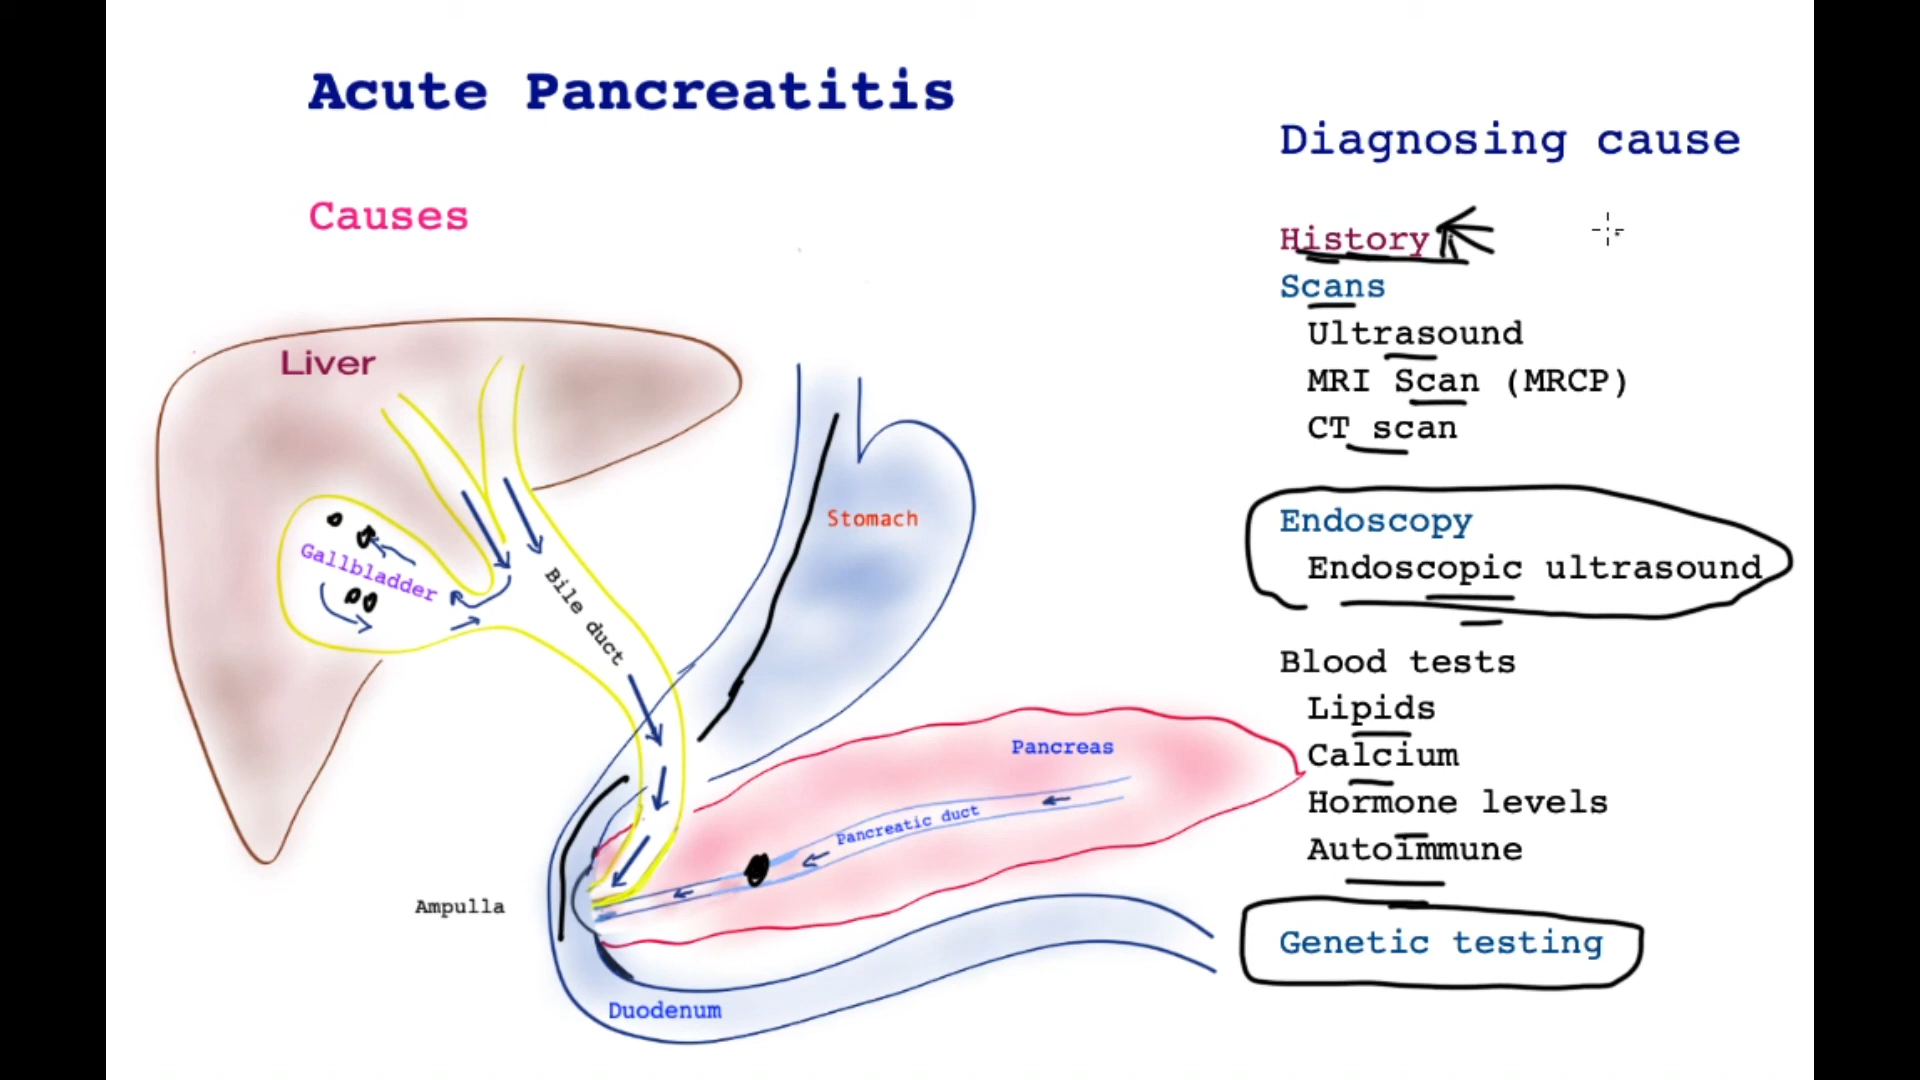 Acute Pancreatitis
Causes
Liver
Gallbladder
Bile duct
Stomach
Pancreas
Pancreatic duct
Ampulla
Duodenum
Diagnosing cause
History
Scans
Ultrasound
MRI Scan (MRCP)
CT scan
Endoscopy
Endoscopic ultrasound
Blood tests
Lipids
Calcium
Hormone levels
Autoimmune
Genetic testing